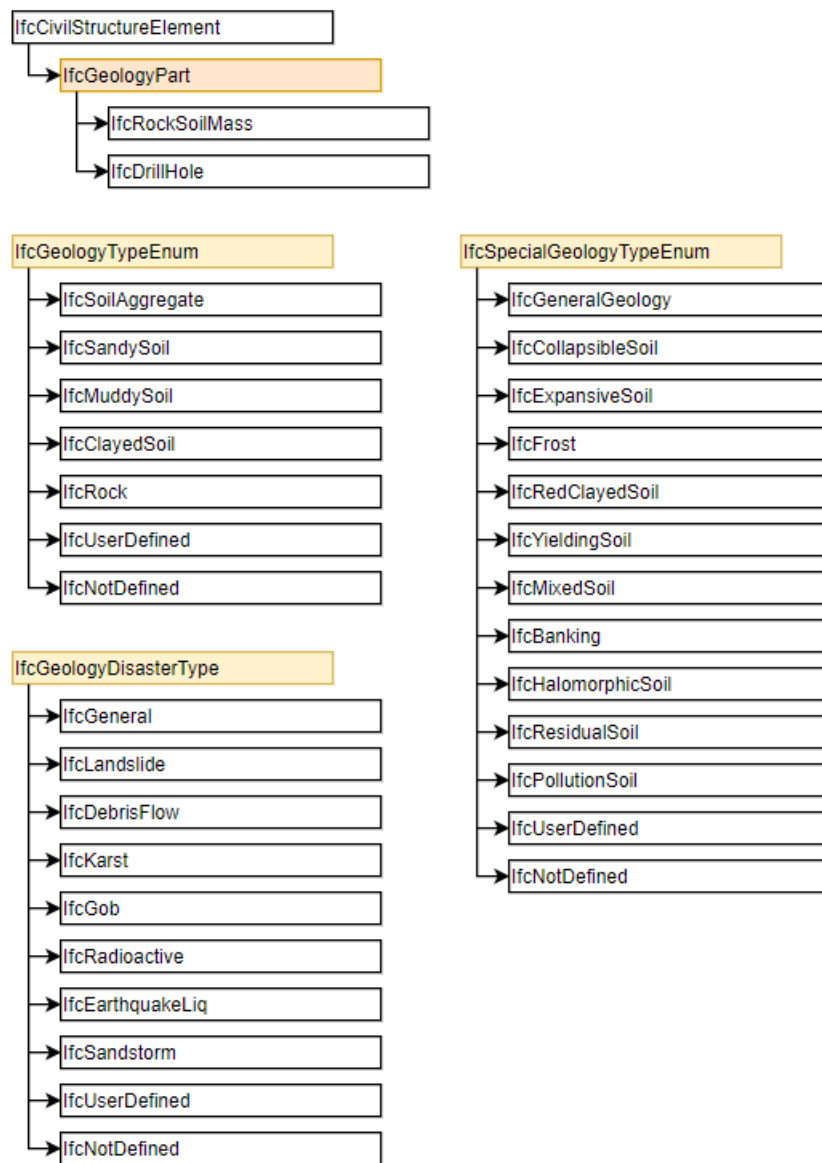 IfcCivilStructureElement
IfcGeologyPart
IfcRockSoilMass
IfcDrillHole
IfcGeologyTypeEnum
IfcSoilAggregate
IfcSandySoil
IfcMuddySoil
IfcClayedSoil
IfcRock
IfcUserDefined
IfcNotDefined
IfcGeologyDisasterType
IfcGeneral
IfcLandslide
IfcDebrisFlow
IfcKarst
IfcGob
IfcRadioactive
IfcEarthquakeLiq
IfcSandstorm
IfcUserDefined
IfcNotDefined
IfcSpecialGeologyTypeEnum
IfcGeneralGeology
IfcCollapsibleSoil
IfcExpansiveSoil
IfcFrost
IfcRedClayedSoil
IfcYieldingSoil
IfcMixedSoil
IfcBanking
IfcHalomorphicSoil
IfcResidualSoil
IfcPollutionSoil
IfcUserDefined
IfcNotDefined